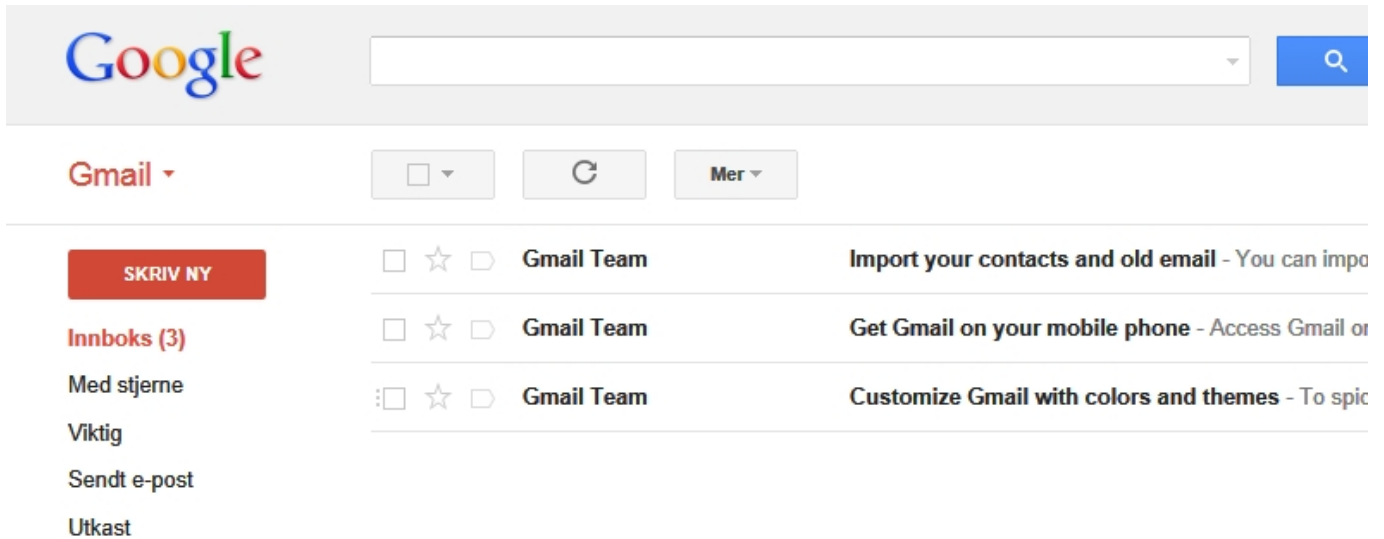 Google
Gmail
Mer
SKRIV NY
Gmail Team Import your contacts and old email - You can impo
Innboks (3)
Gmail Team Get Gmail on your mobile phone - Access Gmail or
Med stjerne
Gmail Team Customize Gmail with colors and themes - To spic
Viktig
Sendt e-post
Utkast